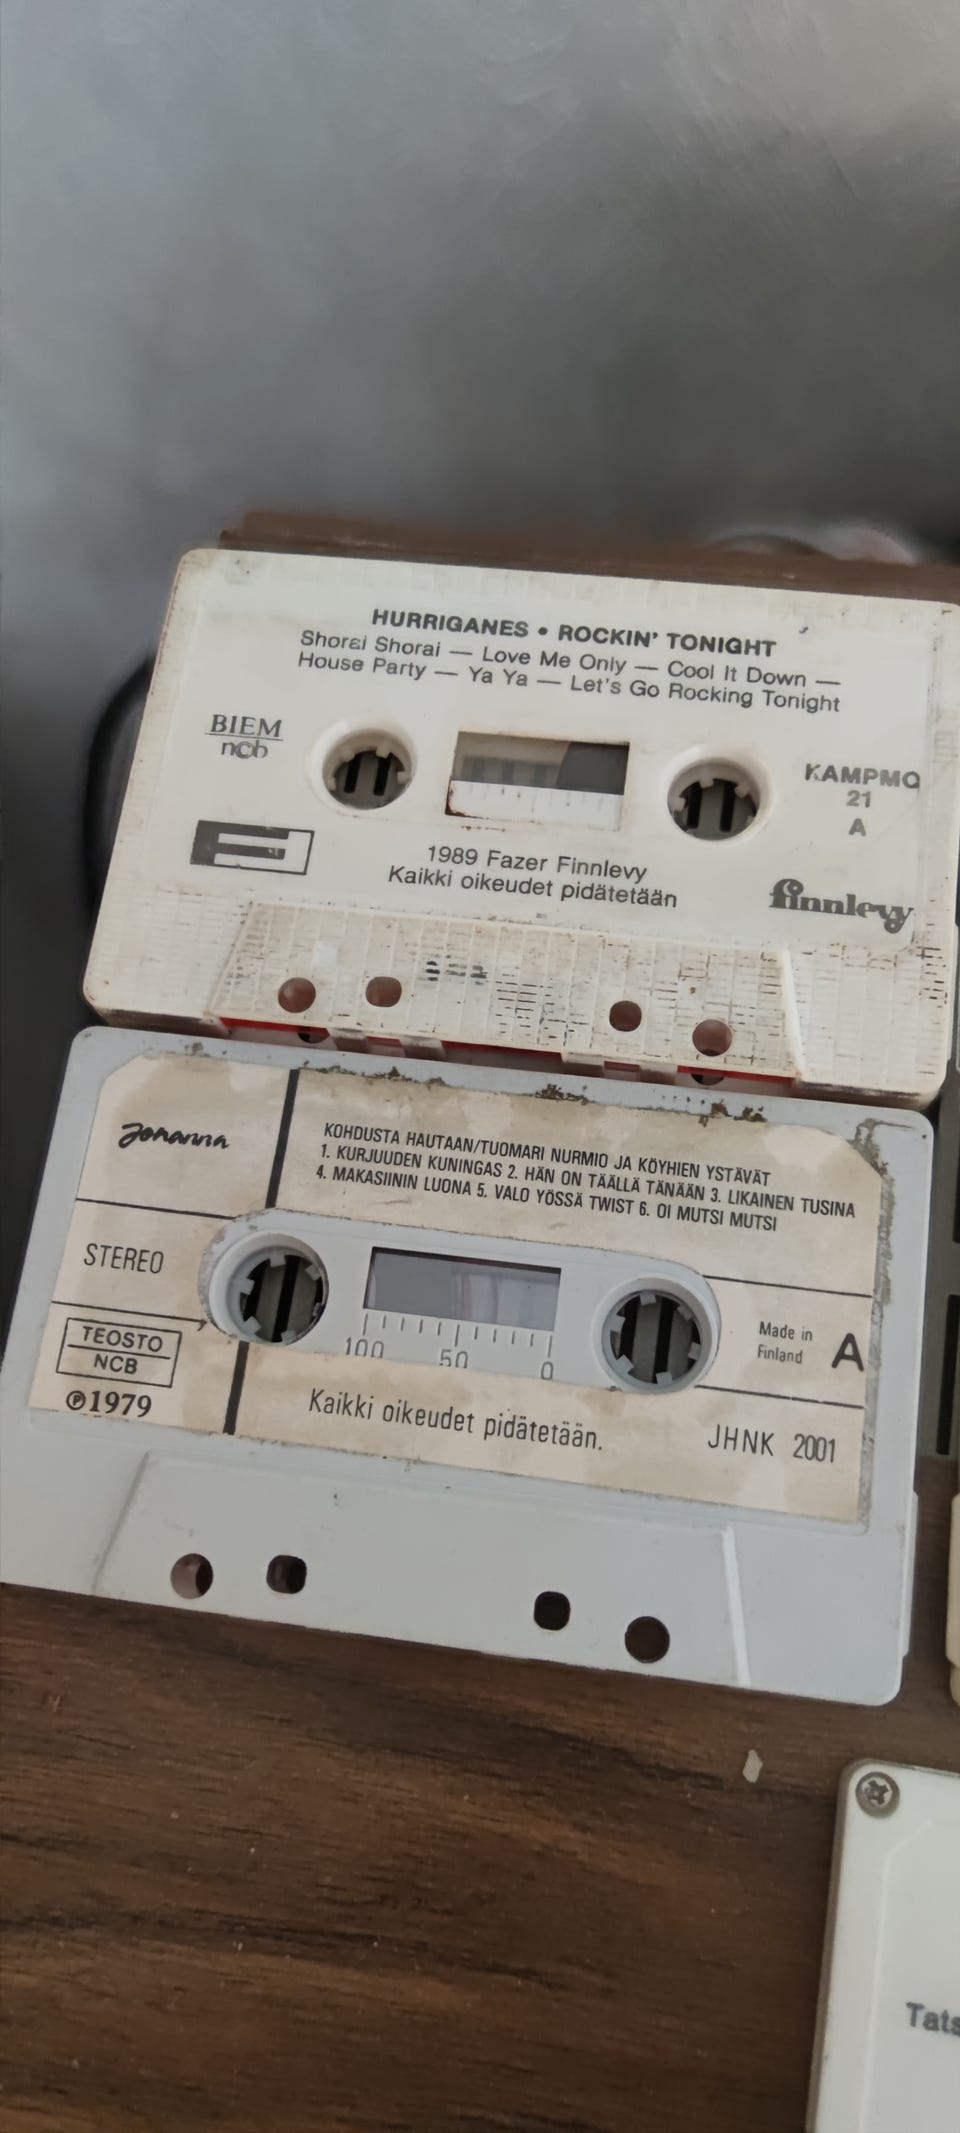 HURRIGANES • ROCKIN' TONIGHT
Shorai Shorai — Love Me Only — Cool It Down —
House Party — Ya Ya — Let's Go Rocking Tonight
BIEM
ncb
KAMPMO
21
A
1989 Fazer Finnlevy
Kaikki oikeudet pidätetään
finnlevy
Johanna
KOHDUSTA HAUTAAN/TUOMARI NURMIO JA KÖYHIEN YSTÄVÄT
1. KURJUUDEN KUNINGAS 2. HÄN ON TÄÄLLÄ TÄNÄÄN 3. LIKAINEN TUSINA
4. MAKASIININ LUONA 5. VALO YÖSSÄ TWIST 6. OI MUTSI MUTSI
STEREO
TEOSTO
NCB
℗1979
100 50 0
Made in
Finland
A
Kaikki oikeudet pidätetään.
JHNK 2001
Tats